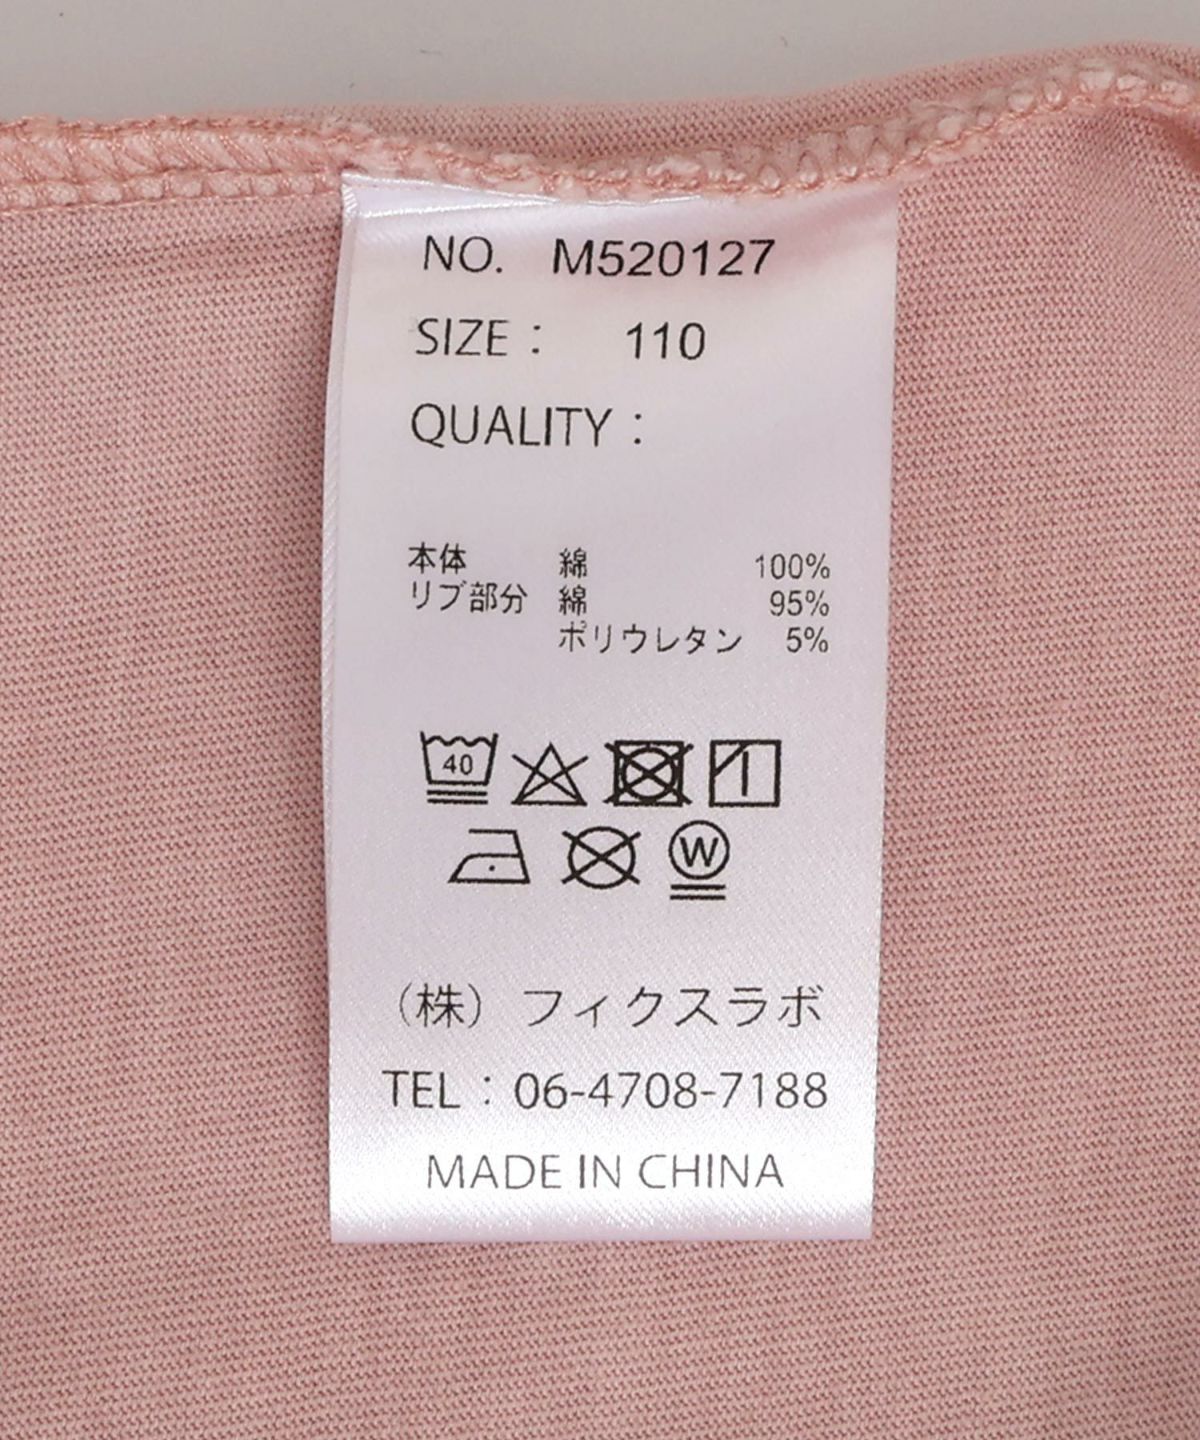 NO. M520127
SIZE： 110
QUALITY：
本体 綿 100%
リブ部分 綿 95%
ポリウレタン 5%
40
W
（株）フィクスラボ
TEL：06-4708-7188
MADE IN CHINA